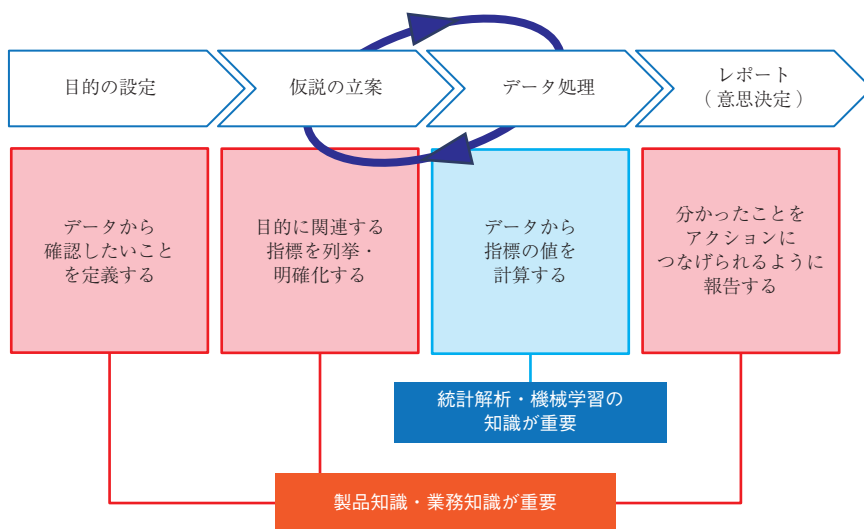 目的の設定
仮説の立案
データ処理
レポート
( 意思決定 )
データから
確認したいこと
を定義する
目的に関連する
指標を列挙・
明確化する
データから
指標の値を
計算する
分かったことを
アクションに
つなげられるように
報告する
統計解析・機械学習の
知識が重要
製品知識・業務知識が重要